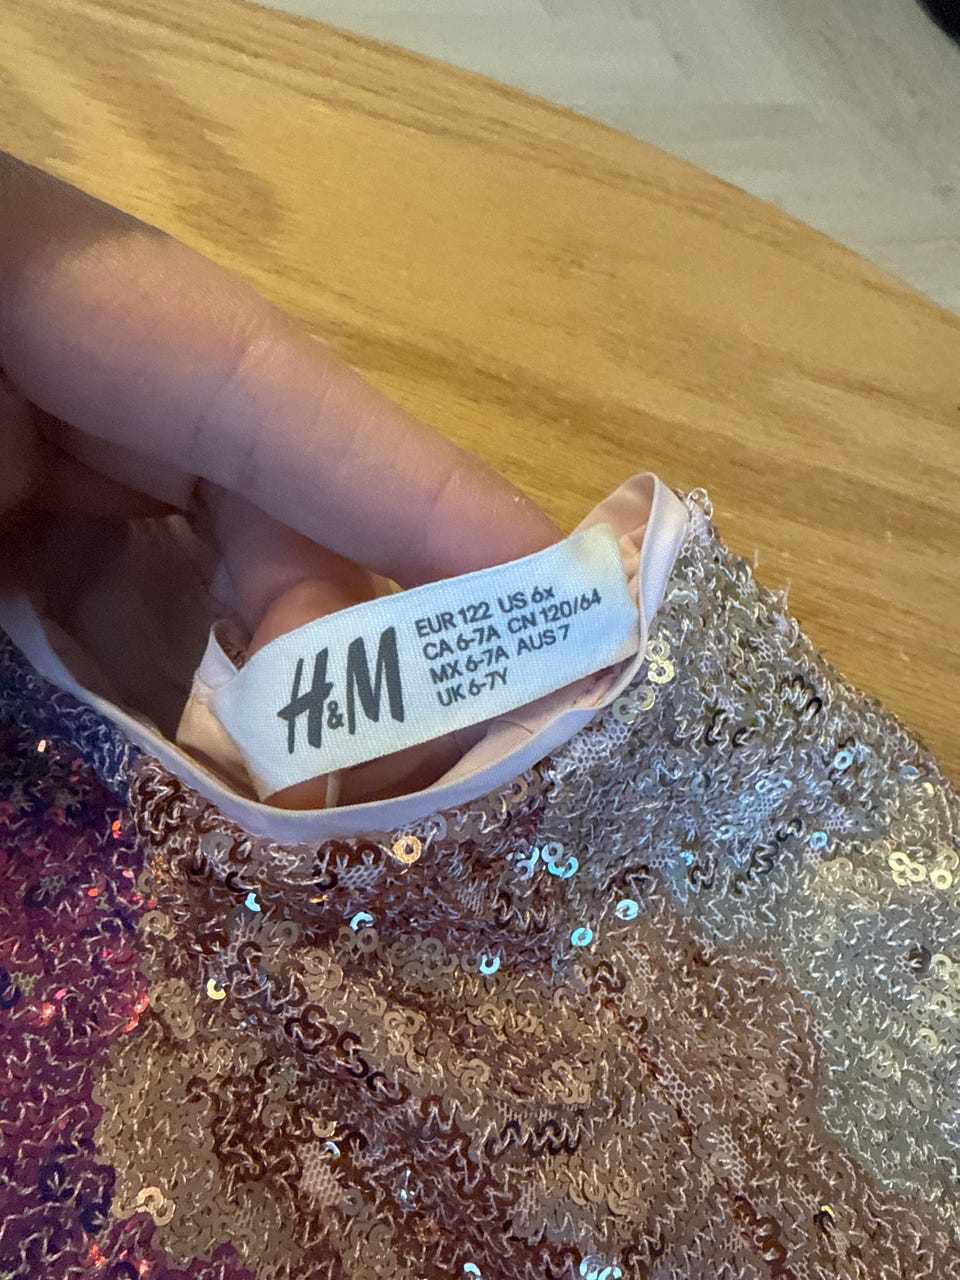 H&M
EUR 122 US 6x
CA 6-7A CN 120/64
MX 6-7A AUS 7
UK 6-7Y